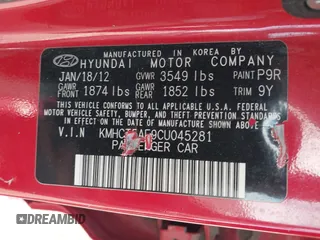 MANUFACTURED IN KOREA BY
HYUNDAI MOTOR COMPANY
JAN/18/12 GVWR 3549 lbs PAINT P9R
GAWR FRONT 1874 lbs GAWR REAR 1852 lbs TRIM 9Y
THIS VEHICLE CONFORMS TO ALL APPLICABLE FEDERAL MOTOR VEHICLE SAFETY, BUMPER, AND THEFT PREVENTION STANDARDS IN EFFECT ON THE DATE OF MANUFACTURE SHOWN ABOVE.
V.I.N
PASSENGER CAR
DREAMBID